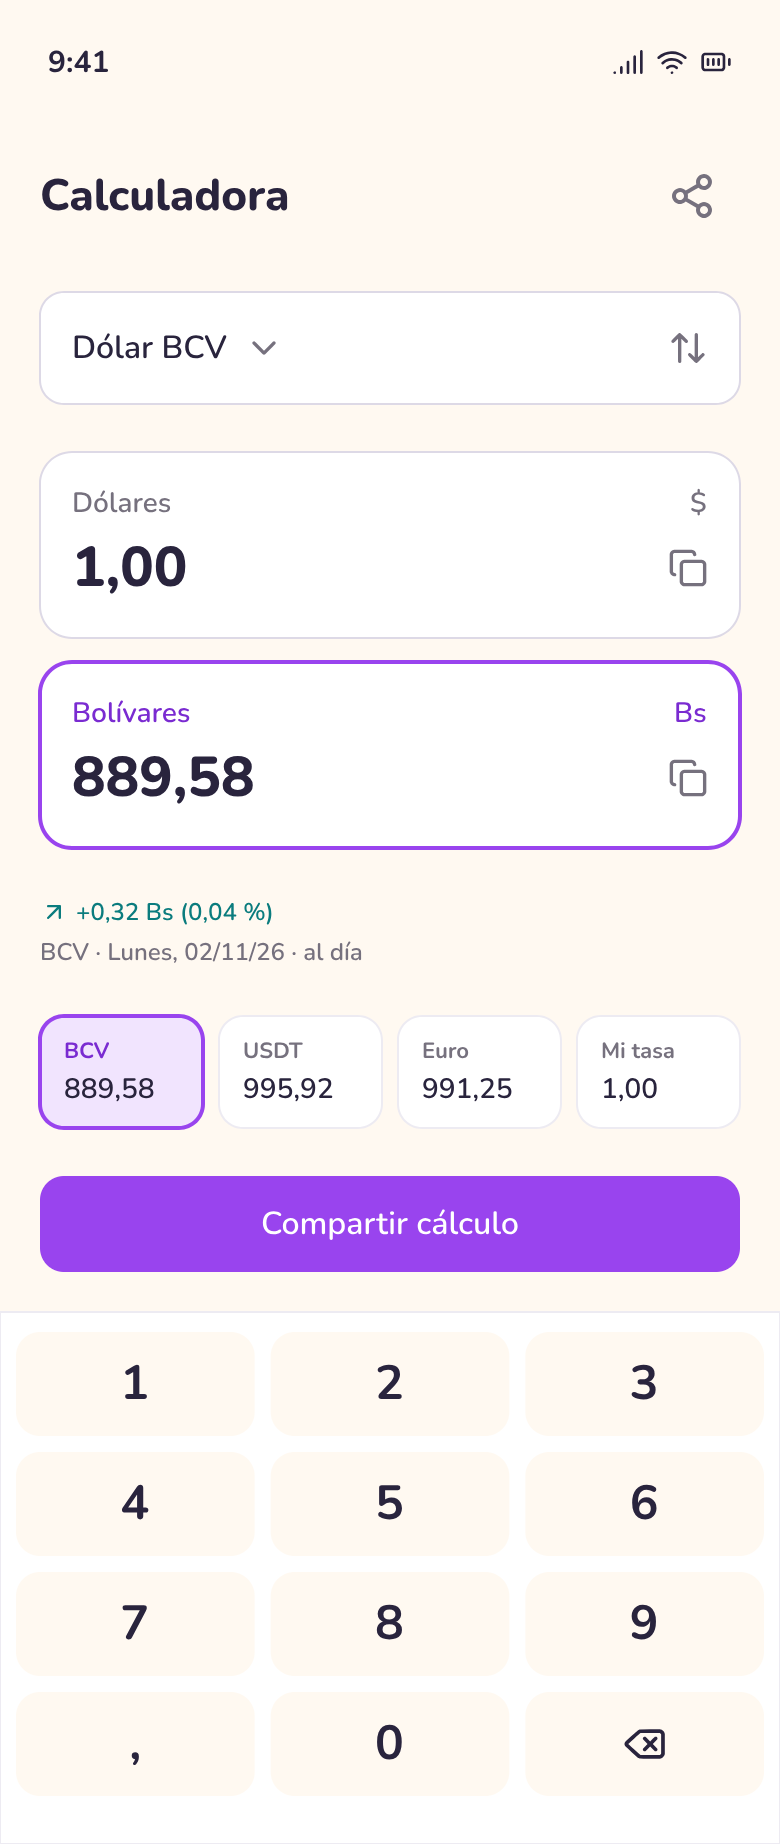 9:41
Calculadora
Dólar BCV
Dólares $
1,00
Bolívares Bs
889,58
+0,32 Bs (0,04 %)
BCV · Lunes, 02/11/26 · al día
BCV USDT Euro Mi tasa
889,58 995,92 991,25 1,00
Compartir cálculo
1 2 3
4 5 6
7 8 9
, 0